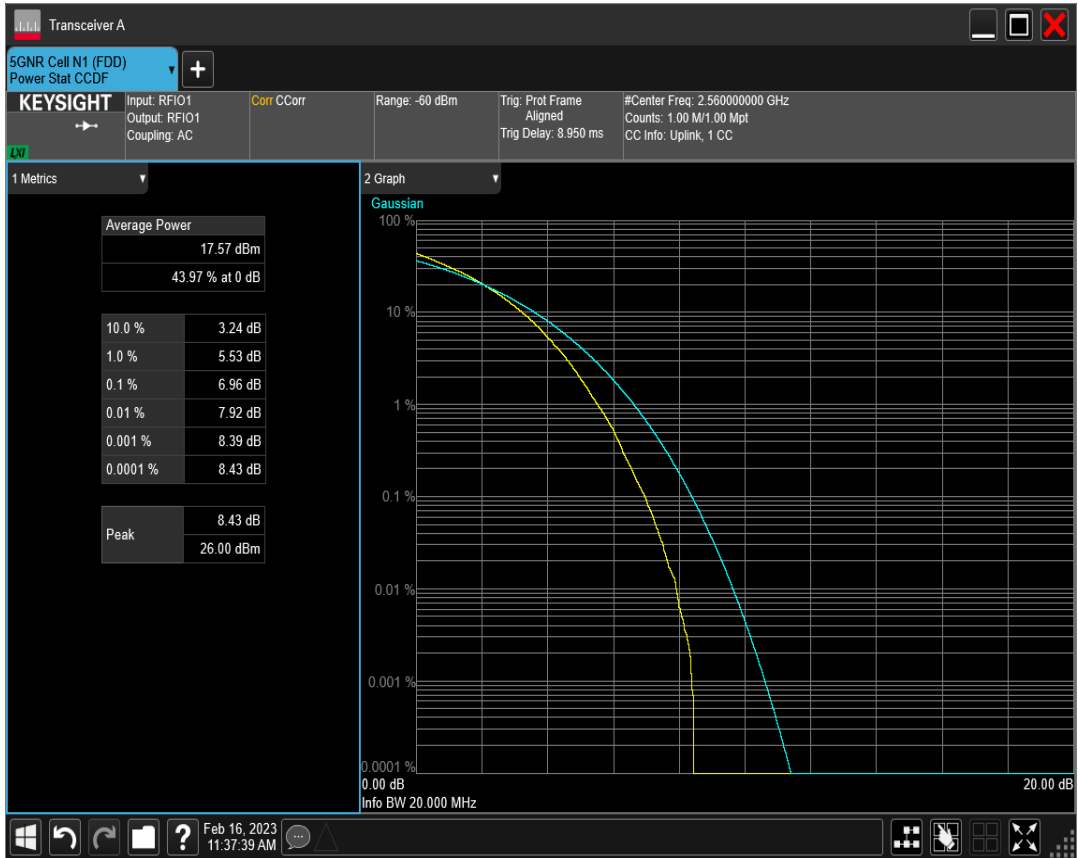 Transceiver A
5GNR Cell N1 (FDD)
Power Stat CCDF
+
KEYSIGHT
LXI
Input: RFIO1
Output: RFIO1
Coupling: AC
Corr CCorr
Range: -60 dBm
Trig: Prot Frame
Aligned
Trig Delay: 8.950 ms
#Center Freq: 2.560000000 GHz
Counts: 1.00 M/1.00 Mpt
CC Info: Uplink, 1 CC
1 Metrics
Average Power
17.57 dBm
43.97 % at 0 dB
10.0 % 3.24 dB
1.0 % 5.53 dB
0.1 % 6.96 dB
0.01 % 7.92 dB
0.001 % 8.39 dB
0.0001 % 8.43 dB
Peak
8.43 dB
26.00 dBm
2 Graph
Gaussian
100 %
10 %
1 %
0.1 %
0.01 %
0.001 %
0.0001 %
0.00 dB 20.00 dB
Info BW 20.000 MHz
?
Feb 16, 2023
11:37:39 AM